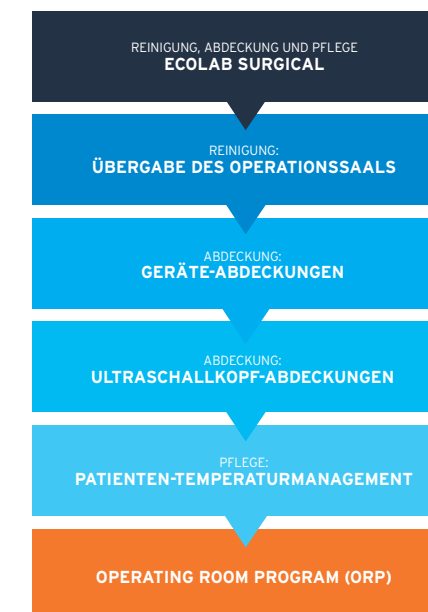 REINIGUNG, ABDECKUNG UND PFLEGE
ECOLAB SURGICAL
REINIGUNG:
ÜBERGABE DES OPERATIONSSAALS
ABDECKUNG:
GERÄTE-ABDECKUNGEN
ABDECKUNG:
ULTRASCHALLKOPF-ABDECKUNGEN
PFLEGE:
PATIENTEN-TEMPERATURMANAGEMENT
OPERATING ROOM PROGRAM (ORP)